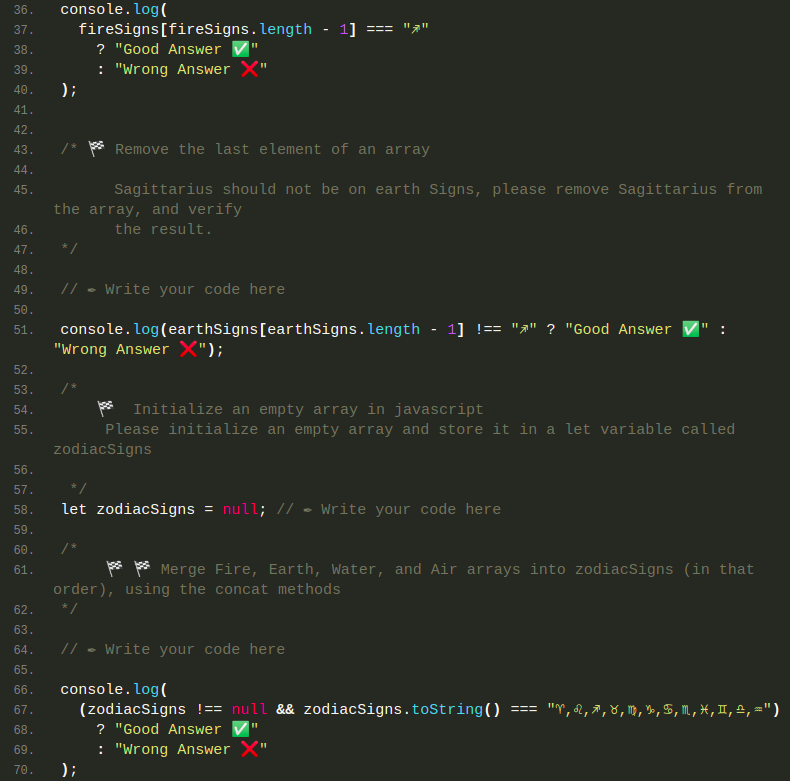 36. console.log(
37. fireSigns[fireSigns.length - 1] === "♐"
38. ? "Good Answer ✅"
39. : "Wrong Answer ❌"
40. );
41.
42.
43. /* 🏁 Remove the last element of an array
44.
45. Sagittarius should not be on earth Signs, please remove Sagittarius from
the array, and verify
46. the result.
47. */
48.
49. // ✒ Write your code here
50.
51. console.log(earthSigns[earthSigns.length - 1] !== "♐" ? "Good Answer ✅" :
"Wrong Answer ❌");
52.
53. /*
54. 🏁 Initialize an empty array in javascript
55. Please initialize an empty array and store it in a let variable called
zodiacSigns
56.
57. */
58. let zodiacSigns = null; // ✒ Write your code here
59.
60. /*
61. 🏁 🏁 Merge Fire, Earth, Water, and Air arrays into zodiacSigns (in that
order), using the concat methods
62. */
63.
64. // ✒ Write your code here
65.
66. console.log(
67. (zodiacSigns !== null && zodiacSigns.toString() === "♈,♌,♐,♉,♍,♑,♋,♏,♓,♊,♎,♒")
68. ? "Good Answer ✅"
69. : "Wrong Answer ❌"
70. );